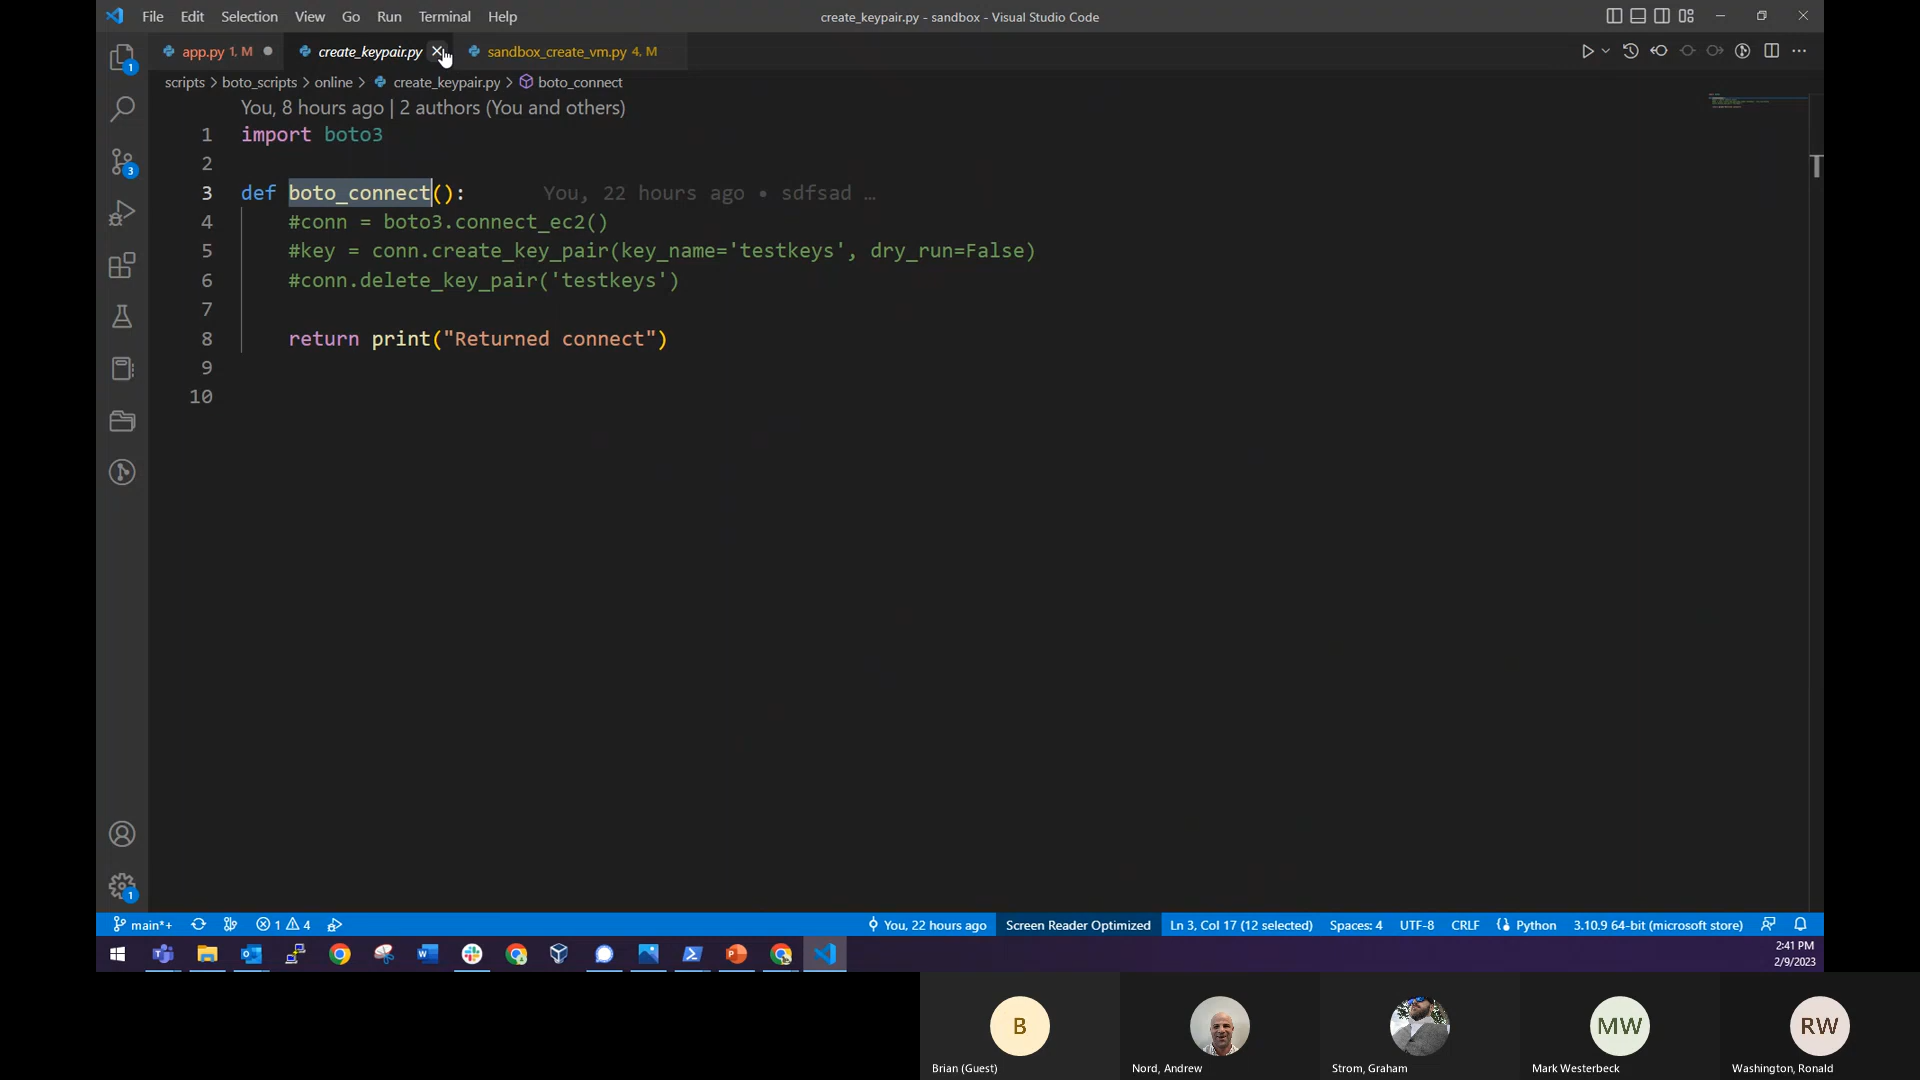 File Edit Selection View Go Run Terminal Help
create_keypair.py - sandbox - Visual Studio Code
app.py 1, M
create_keypair.py
sandbox_create_vm.py 4, M
scripts > boto_scripts > online > create_keypair.py > boto_connect
You, 8 hours ago | 2 authors (You and others)
1 import boto3
2
3 def boto_connect(): You, 22 hours ago • sdfsad …
4 #conn = boto3.connect_ec2()
5 #key = conn.create_key_pair(key_name='testkeys', dry_run=False)
6 #conn.delete_key_pair('testkeys')
7
8 return print("Returned connect")
9
10
1
3
1
main*+ 1 4 You, 22 hours ago Screen Reader Optimized Ln 3, Col 17 (12 selected) Spaces: 4 UTF-8 CRLF Python 3.10.9 64-bit (microsoft store)
2:41 PM
2/9/2023
B MW RW
Brian (Guest) Nord, Andrew Strom, Graham Mark Westerbeck Washington, Ronald